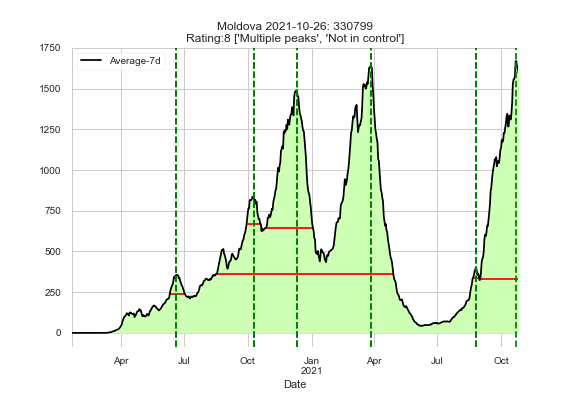 Moldova 2021-10-26: 330799
Rating:8 ['Multiple peaks', 'Not in control']
1750
Average-7d
1500
1250
1000
750
500
250
0
Apr
Jul
Oct
Jan
2021
Apr
Jul
Oct
Date